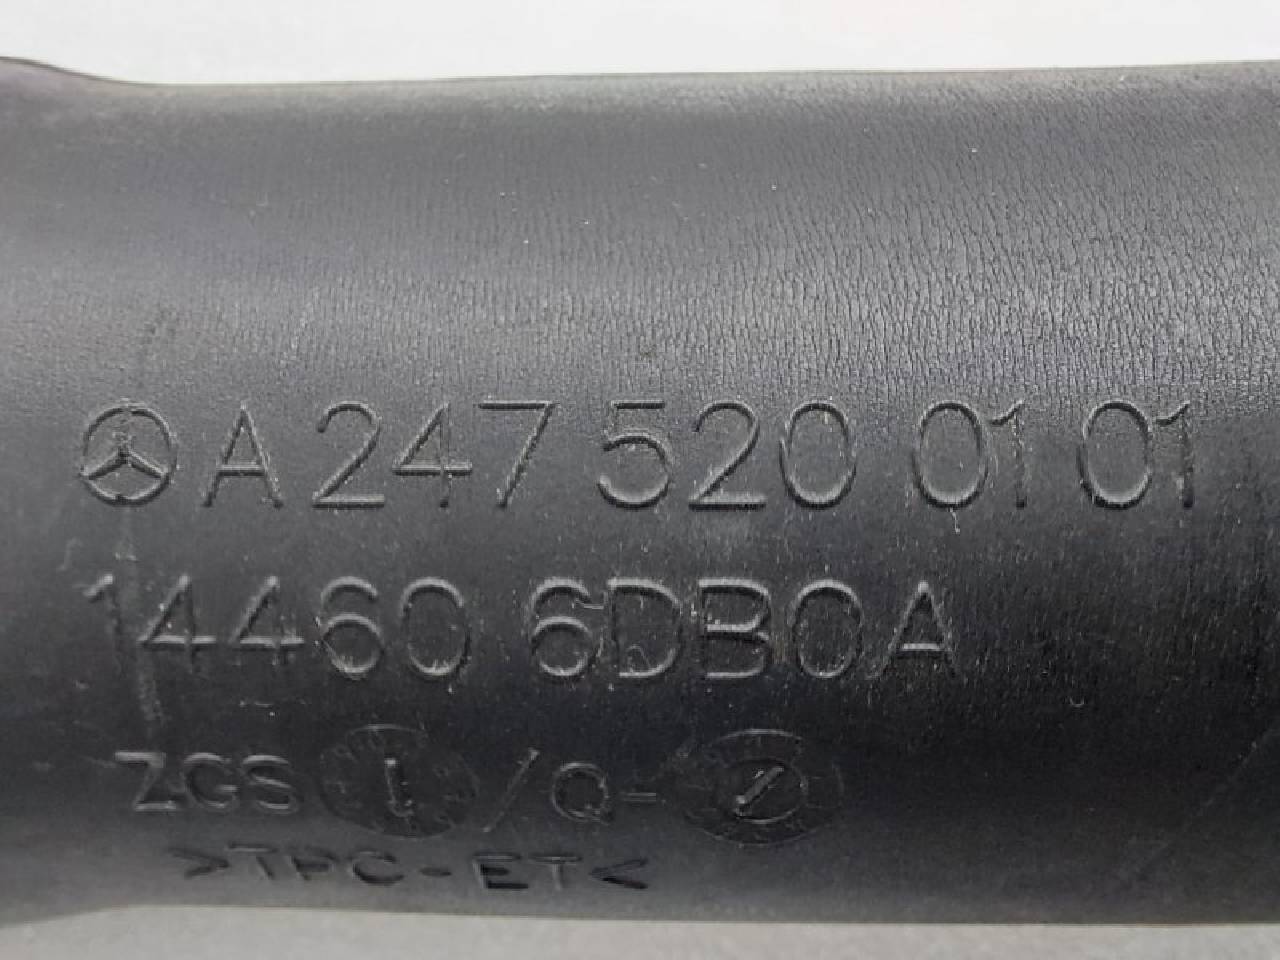 A 247 520 01 01
14460 6DB0A
ZGS /Q-
>TPC-ET<